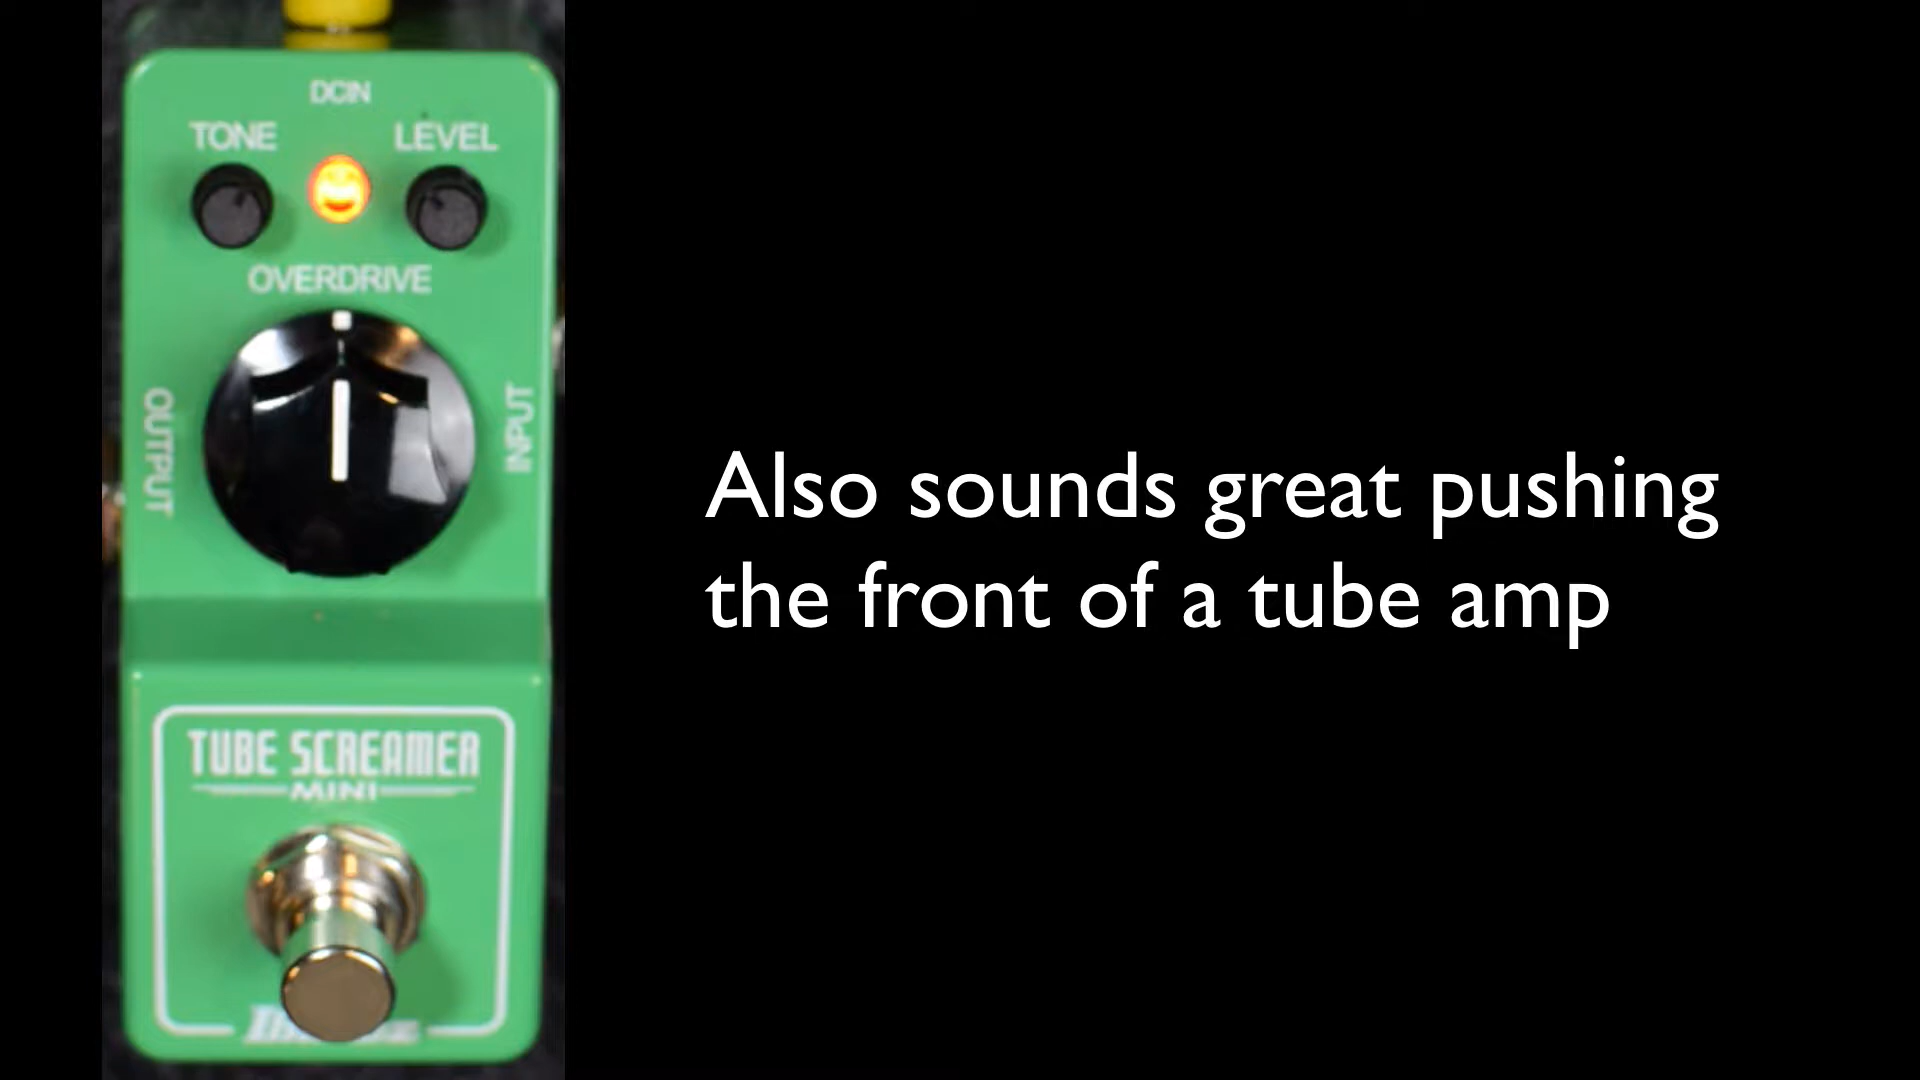 DCIN
TONE
LEVEL
OVERDRIVE
OUTPUT
INPUT
Also sounds great pushing
the front of a tube amp
TUBE SCREAMER
MINI